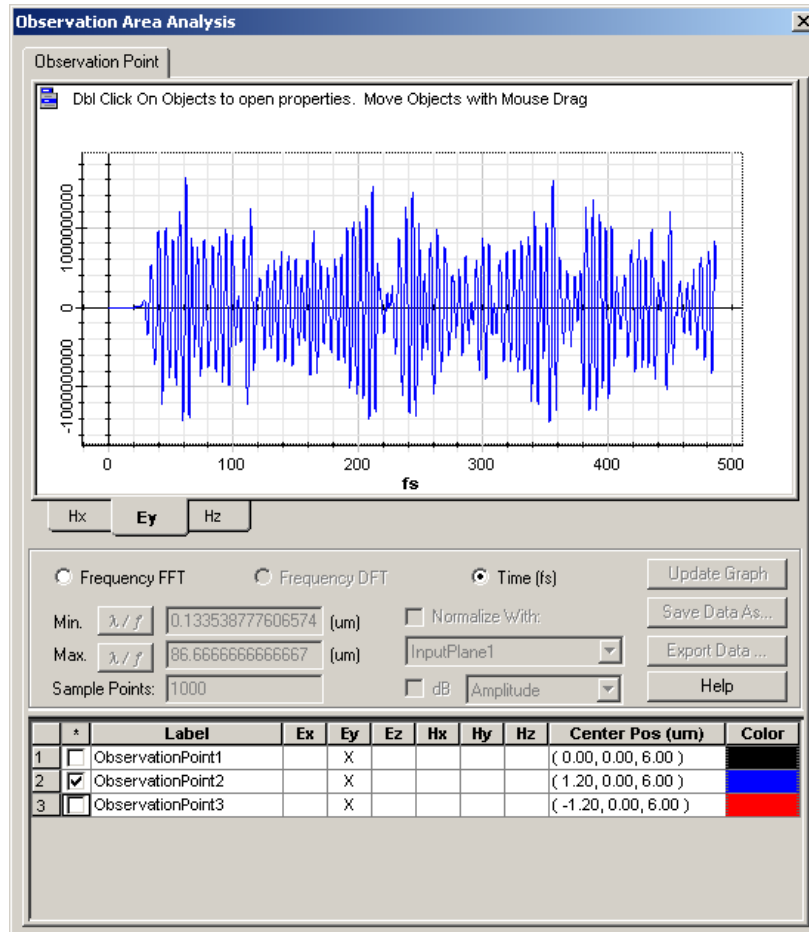 Observation Area Analysis
Observation Point
Dbl Click On Objects to open properties. Move Objects with Mouse Drag
1000000000
0
-1000000000
0 100 200 300 400 500
fs
Hx Ey Hz
Frequency FFT Frequency DFT Time (fs) Update Graph
Min. λ/f 0.133538777606574 (um) Normalize With: Save Data As...
Max. λ/f 86.6666666666667 (um) InputPlane1 Export Data ...
Sample Points: 1000 dB Amplitude Help
* Label Ex Ey Ez Hx Hy Hz Center Pos (um) Color
1 ObservationPoint1 X ( 0.00, 0.00, 6.00 )
2 ObservationPoint2 X ( 1.20, 0.00, 6.00 )
3 ObservationPoint3 X ( -1.20, 0.00, 6.00 )